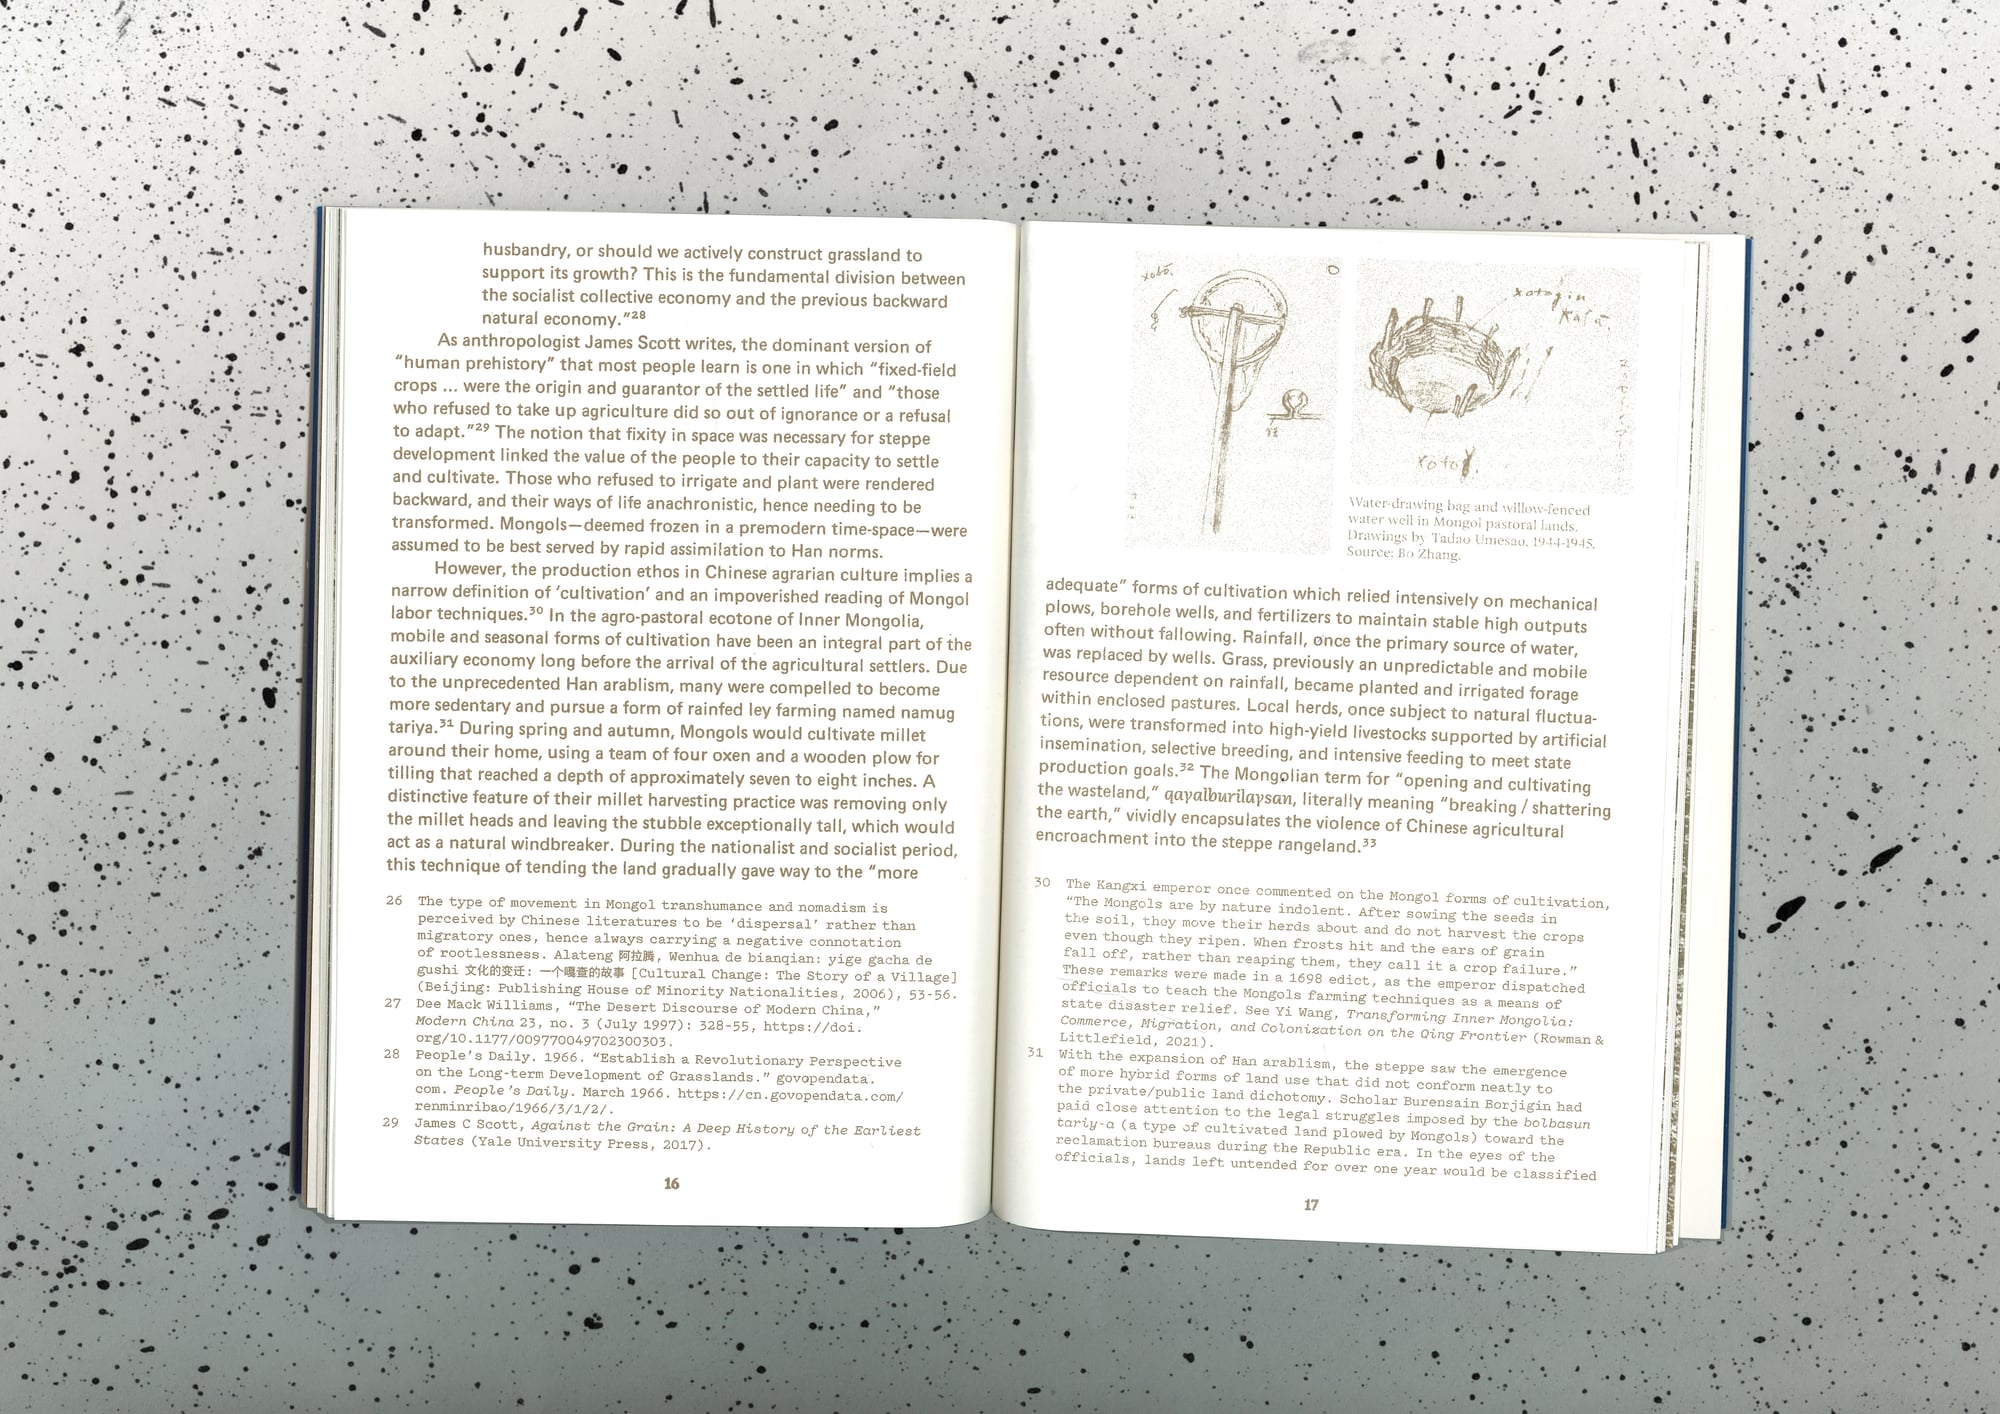 husbandry, or should we actively construct grassland to
support its growth? This is the fundamental division between
the socialist collective economy and the previous backward
natural economy.”²⁸
As anthropologist James Scott writes, the dominant version of
“human prehistory” that most people learn is one in which “fixed-field
crops ... were the origin and guarantor of the settled life” and “those
who refused to take up agriculture did so out of ignorance or a refusal
to adapt.”²⁹ The notion that fixity in space was necessary for steppe
development linked the value of the people to their capacity to settle
and cultivate. Those who refused to irrigate and plant were rendered
backward, and their ways of life anachronistic, hence needing to be
transformed. Mongols—deemed frozen in a premodern time-space—were
assumed to be best served by rapid assimilation to Han norms.
However, the production ethos in Chinese agrarian culture implies a
narrow definition of ‘cultivation’ and an impoverished reading of Mongol
labor techniques.³⁰ In the agro-pastoral ecotone of Inner Mongolia,
mobile and seasonal forms of cultivation have been an integral part of the
auxiliary economy long before the arrival of the agricultural settlers. Due
to the unprecedented Han arablism, many were compelled to become
more sedentary and pursue a form of rainfed ley farming named namug
tariya.³¹ During spring and autumn, Mongols would cultivate millet
around their home, using a team of four oxen and a wooden plow for
tilling that reached a depth of approximately seven to eight inches. A
distinctive feature of their millet harvesting practice was removing only
the millet heads and leaving the stubble exceptionally tall, which would
act as a natural windbreaker. During the nationalist and socialist period,
this technique of tending the land gradually gave way to the “more
26 The type of movement in Mongol transhumance and nomadism is
perceived by Chinese literatures to be ‘dispersal’ rather than
migratory ones, hence always carrying a negative connotation
of rootlessness. Alateng 阿拉腾, Wenhua de bianqian: yige gacha de
gushi 文化的变迁: 一个嘎查的故事 [Cultural Change: The Story of a Village]
(Beijing: Publishing House of Minority Nationalities, 2006), 53-56.
27 Dee Mack Williams, “The Desert Discourse of Modern China,”
Modern China 23, no. 3 (July 1997): 328-55, https://doi.
org/10.1177/009770049702300303.
28 People’s Daily. 1966. “Establish a Revolutionary Perspective
on the Long-term Development of Grasslands.” govopendata.
com. People’s Daily. March 1966. https://cn.govopendata.com/
renminribao/1966/3/1/2/.
29 James C Scott, Against the Grain: A Deep History of the Earliest
States (Yale University Press, 2017).
16
xobō.
xotogin
xasā.
xotoγ.
Water-drawing bag and willow-fenced
water well in Mongol pastoral lands.
Drawings by Tadao Umesao, 1944-1945.
Source: Bo Zhang.
adequate” forms of cultivation which relied intensively on mechanical
plows, borehole wells, and fertilizers to maintain stable high outputs
often without fallowing. Rainfall, once the primary source of water,
was replaced by wells. Grass, previously an unpredictable and mobile
resource dependent on rainfall, became planted and irrigated forage
within enclosed pastures. Local herds, once subject to natural fluctua-
tions, were transformed into high-yield livestocks supported by artificial
insemination, selective breeding, and intensive feeding to meet state
production goals.³² The Mongolian term for “opening and cultivating
the wasteland,” qaγalburilaγsan, literally meaning “breaking / shattering
the earth,” vividly encapsulates the violence of Chinese agricultural
encroachment into the steppe rangeland.³³
30 The Kangxi emperor once commented on the Mongol forms of cultivation,
“The Mongols are by nature indolent. After sowing the seeds in
the soil, they move their herds about and do not harvest the crops
even though they ripen. When frosts hit and the ears of grain
fall off, rather than reaping them, they call it a crop failure.”
These remarks were made in a 1698 edict, as the emperor dispatched
officials to teach the Mongols farming techniques as a means of
state disaster relief. See Yi Wang, Transforming Inner Mongolia:
Commerce, Migration, and Colonization on the Qing Frontier (Rowman &
Littlefield, 2021).
31 With the expansion of Han arablism, the steppe saw the emergence
of more hybrid forms of land use that did not conform neatly to
the private/public land dichotomy. Scholar Burensain Borjigin had
paid close attention to the legal struggles imposed by the bolbasun
tariy-a (a type of cultivated land plowed by Mongols) toward the
reclamation bureaus during the Republic era. In the eyes of the
officials, lands left untended for over one year would be classified
17